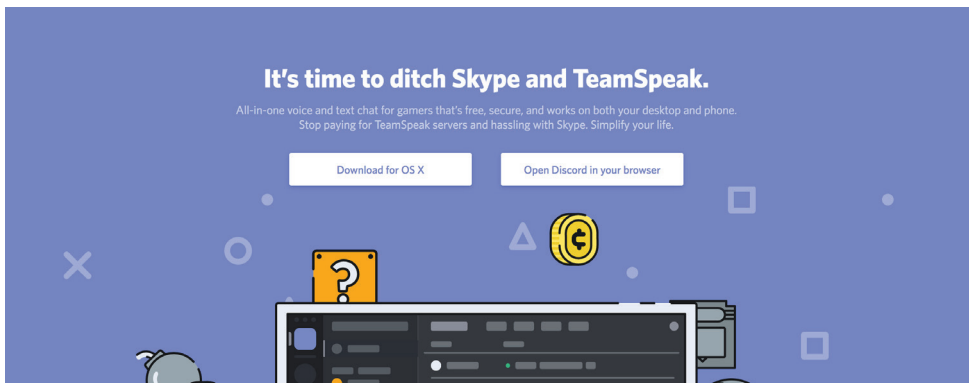 It's time to ditch Skype and TeamSpeak.
All-in-one voice and text chat for gamers that's free, secure, and works on both your desktop and phone.
Stop paying for TeamSpeak servers and hassling with Skype. Simplify your life.
Download for OS X
Open Discord in your browser
?
¢